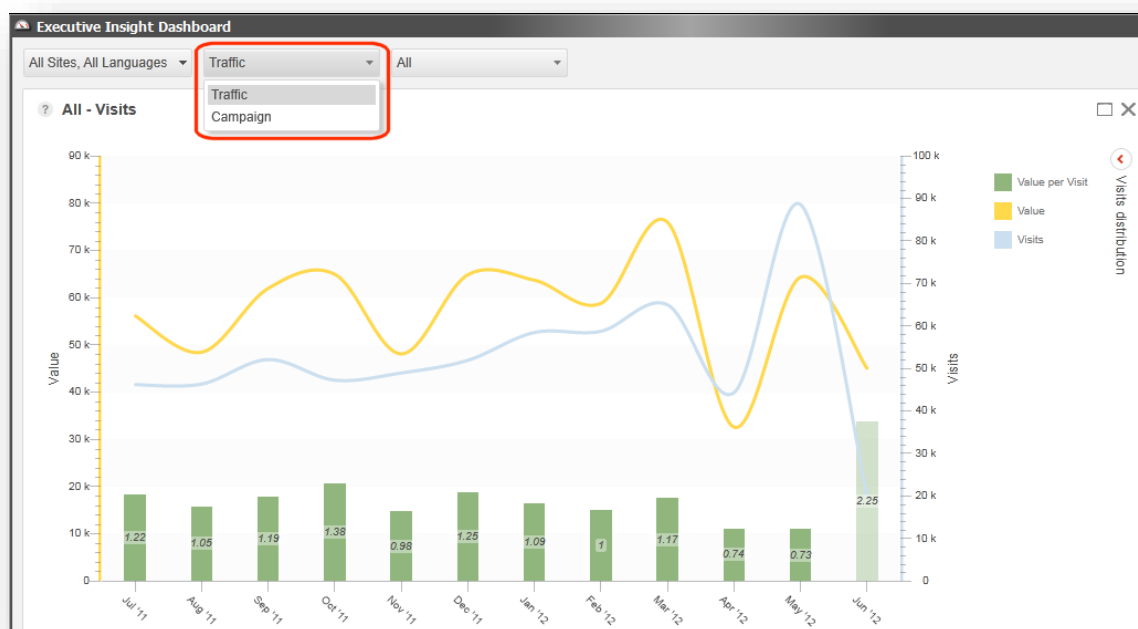 Executive Insight Dashboard
All Sites, All Languages Traffic All
Traffic
Campaign
? All - Visits
90 k 100 k
80 k 90 k
70 k 80 k
60 k 70 k
50 k 60 k
40 k 50 k
30 k 40 k
20 k 30 k
10 k 20 k
0 10 k
0
Value
Visits
Value per Visit
Value
Visits
Visits distribution
1.22 1.05 1.19 1.38 0.98 1.25 1.09 1 1.17 0.74 0.73 2.25
Jul '11 Aug '11 Sep '11 Oct '11 Nov '11 Dec '11 Jan '12 Feb '12 Mar '12 Apr '12 May '12 Jun '12